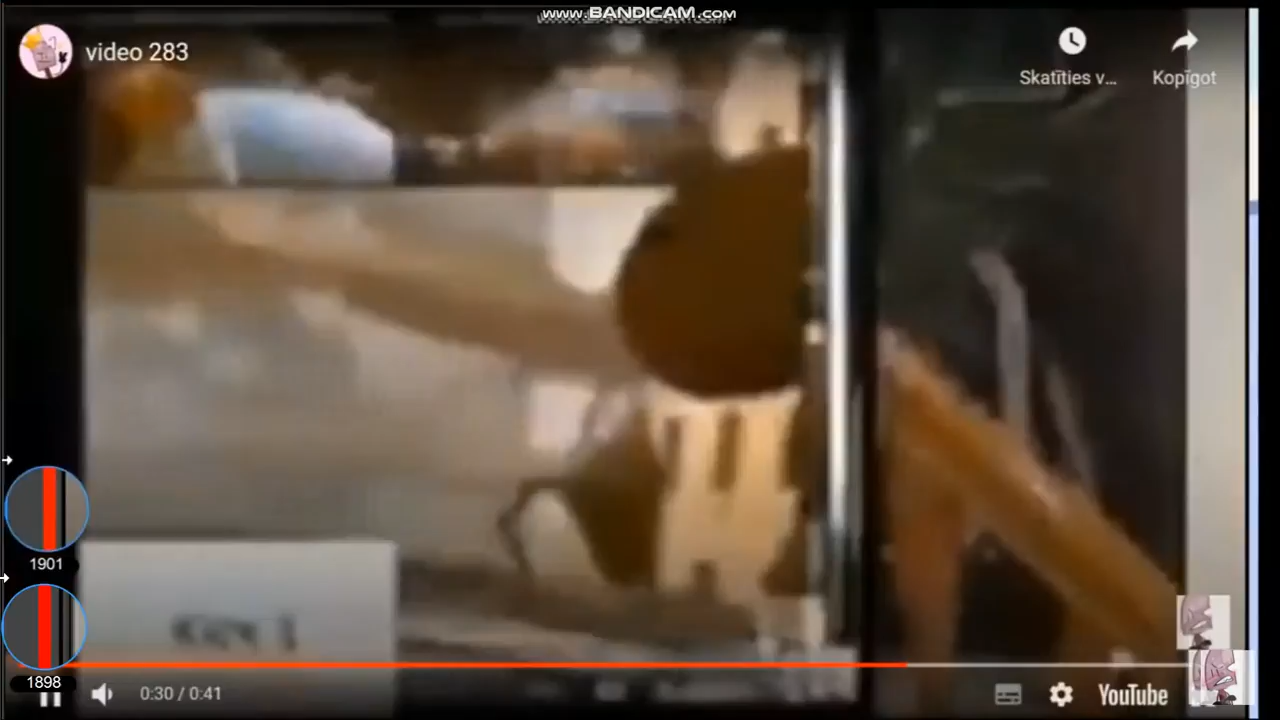 www.BANDICAM.com
video 283
Skatīties v...
Kopīgot
1901
1898
0:30 / 0:41
YouTube